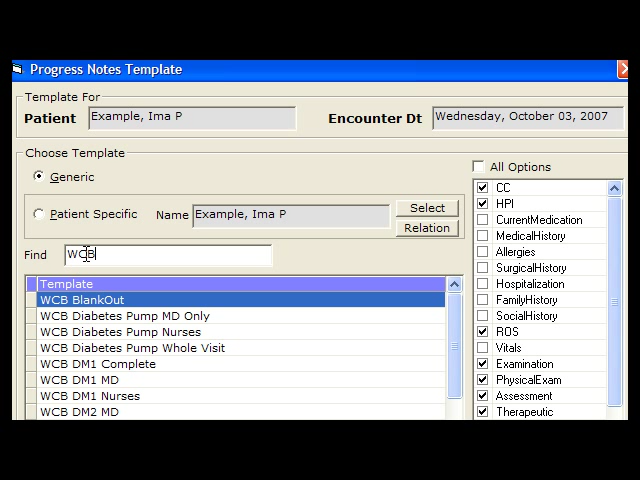 Progress Notes Template
Template For
Patient Example, Ima P Encounter Dt Wednesday, October 03, 2007
Choose Template
Generic
Patient Specific Name Example, Ima P Select
Relation
Find WCB
Template
WCB BlankOut
WCB Diabetes Pump MD Only
WCB Diabetes Pump Nurses
WCB Diabetes Pump Whole Visit
WCB DM1 Complete
WCB DM1 MD
WCB DM1 Nurses
WCB DM2 MD
All Options
CC
HPI
CurrentMedication
MedicalHistory
Allergies
SurgicalHistory
Hospitalization
FamilyHistory
SocialHistory
ROS
Vitals
Examination
PhysicalExam
Assessment
Therapeutic